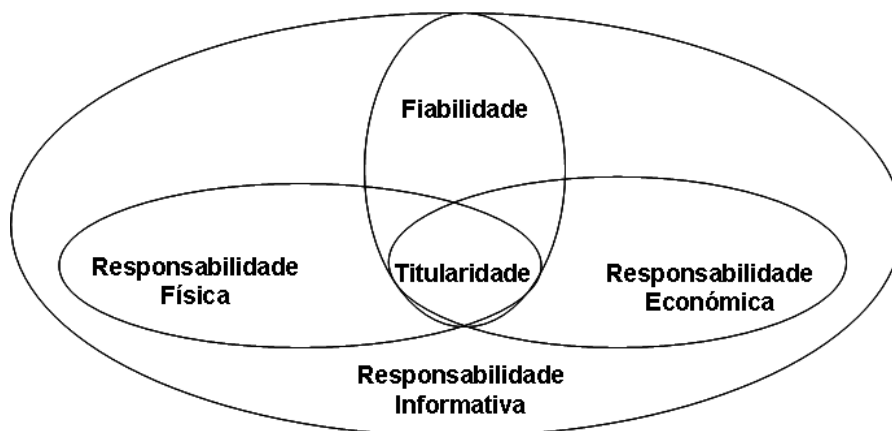 Fiabilidade
Responsabilidade
Física
Titularidade
Responsabilidade
Económica
Responsabilidade
Informativa